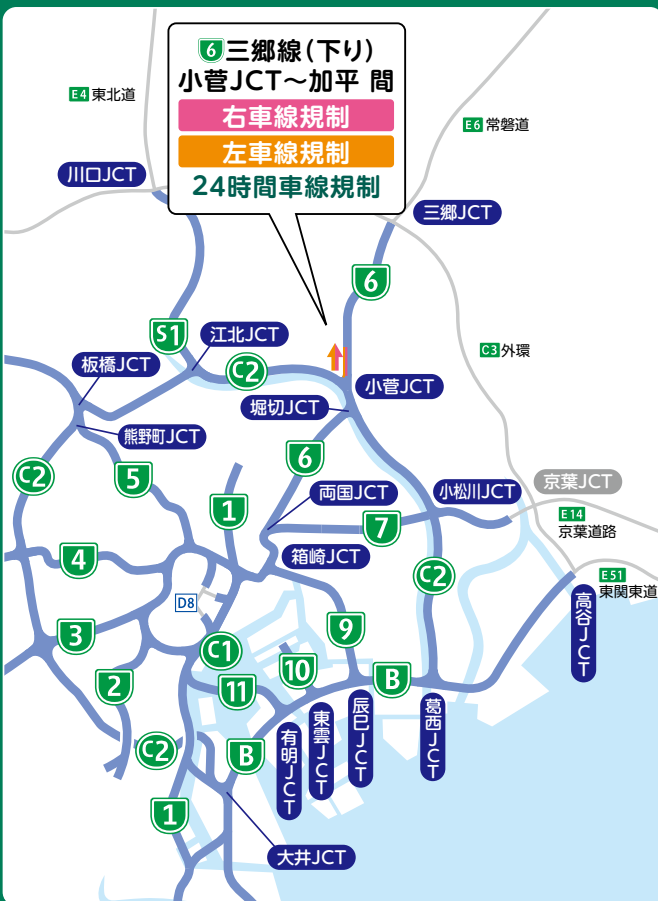 6 三郷線(下り)
小菅JCT〜加平 間
右車線規制
左車線規制
24時間車線規制
E4 東北道
E6 常磐道
川口JCT
三郷JCT
6
S1
江北JCT
C3 外環
板橋JCT
C2
小菅JCT
堀切JCT
熊野町JCT
6
C2
5
両国JCT
小松川JCT
京葉JCT
1
7
E14
京葉道路
箱崎JCT
4
C2
E51
東関東道
D8
高谷JCT
3
9
C1
10
B
2
11
葛西JCT
辰巳JCT
東雲JCT
有明JCT
C2
B
1
大井JCT